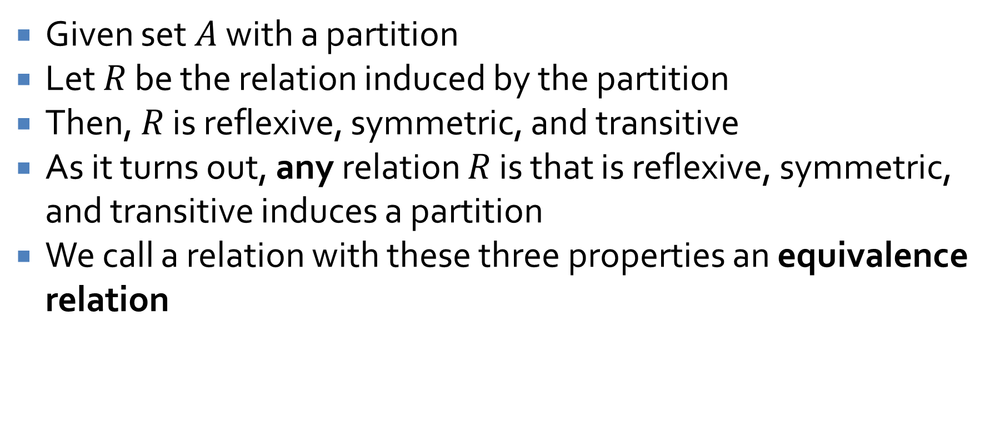 Given set A with a partition
Let R be the relation induced by the partition
Then, R is reflexive, symmetric, and transitive
As it turns out, any relation R is that is reflexive, symmetric,
and transitive induces a partition
We call a relation with these three properties an equivalence
relation